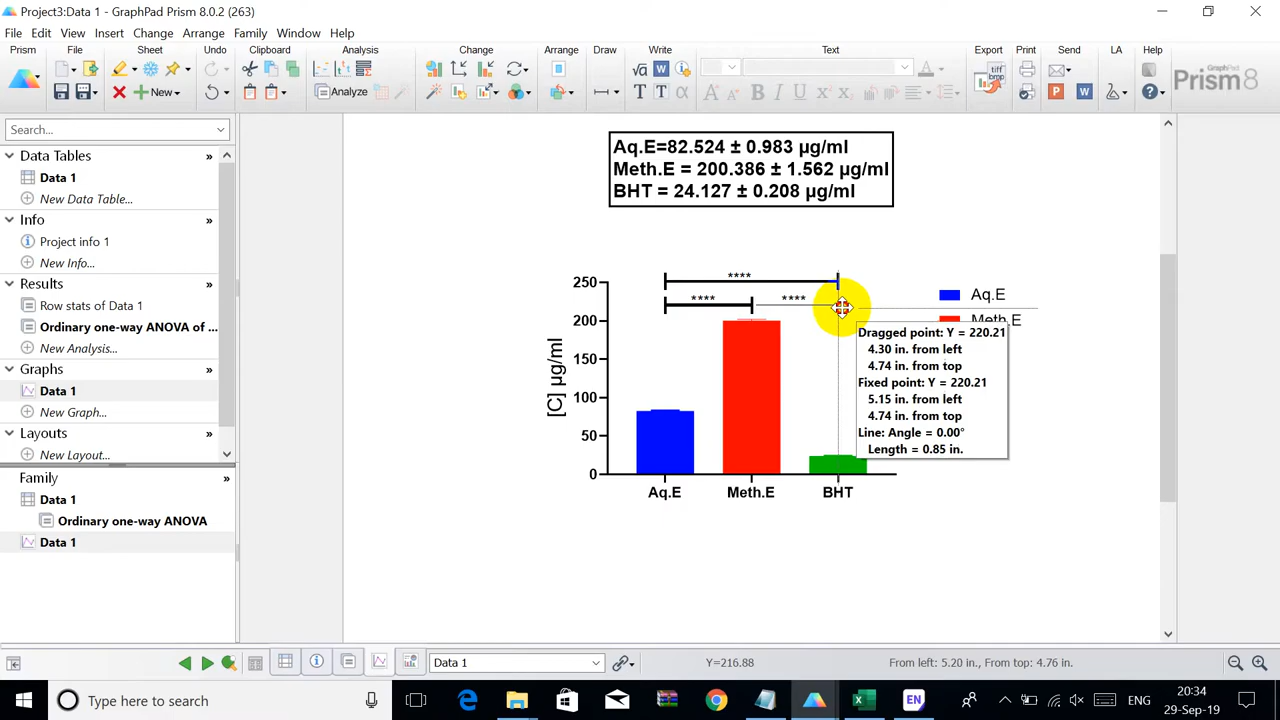 Project3:Data 1 - GraphPad Prism 8.0.2 (263)
File Edit View Insert Change Arrange Family Window Help
Prism File Sheet Undo Clipboard Analysis Change Arrange Draw Write Text Export Print Send LA Help
New Analyze GraphPad Prism 8
Search...
Data Tables
Data 1
New Data Table...
Info
Project info 1
New Info...
Results
Row stats of Data 1
Ordinary one-way ANOVA of ...
New Analysis...
Graphs
Data 1
New Graph...
Layouts
New Layout...
Family
Data 1
Ordinary one-way ANOVA
Data 1
Aq.E=82.524 ± 0.983 µg/ml
Meth.E = 200.386 ± 1.562 µg/ml
BHT = 24.127 ± 0.208 µg/ml
****
**** ****
250
200
150
100
50
0
[C] µg/ml
Aq.E Meth.E BHT
Aq.E
Meth.E
Dragged point: Y = 220.21
4.30 in. from left
4.74 in. from top
Fixed point: Y = 220.21
5.15 in. from left
4.74 in. from top
Line: Angle = 0.00°
Length = 0.85 in.
Data 1 Y=216.88 From left: 5.20 in., From top: 4.76 in.
Type here to search
EN
ENG
20:34
29-Sep-19